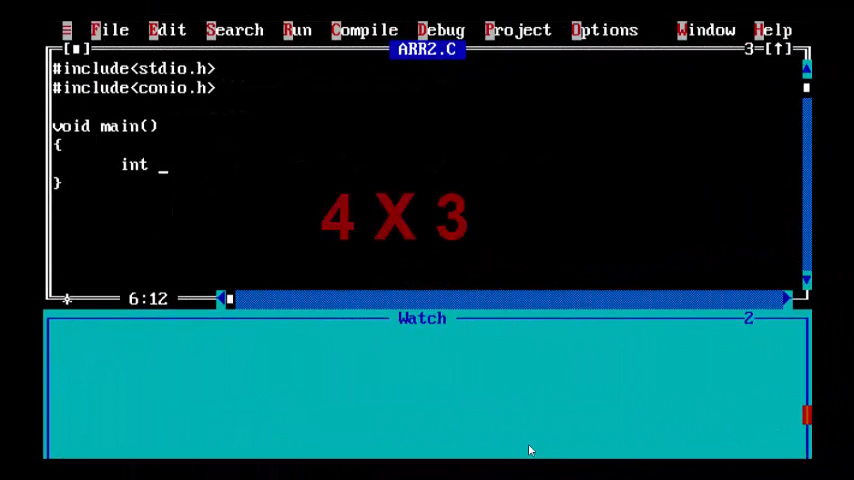 ≡ File Edit Search Run Compile Debug Project Options Window Help
[■] ARR2.C 3 [↑]
#include<stdio.h>
#include<conio.h>
void main()
{
int _
}
4 X 3
6:12
Watch 2